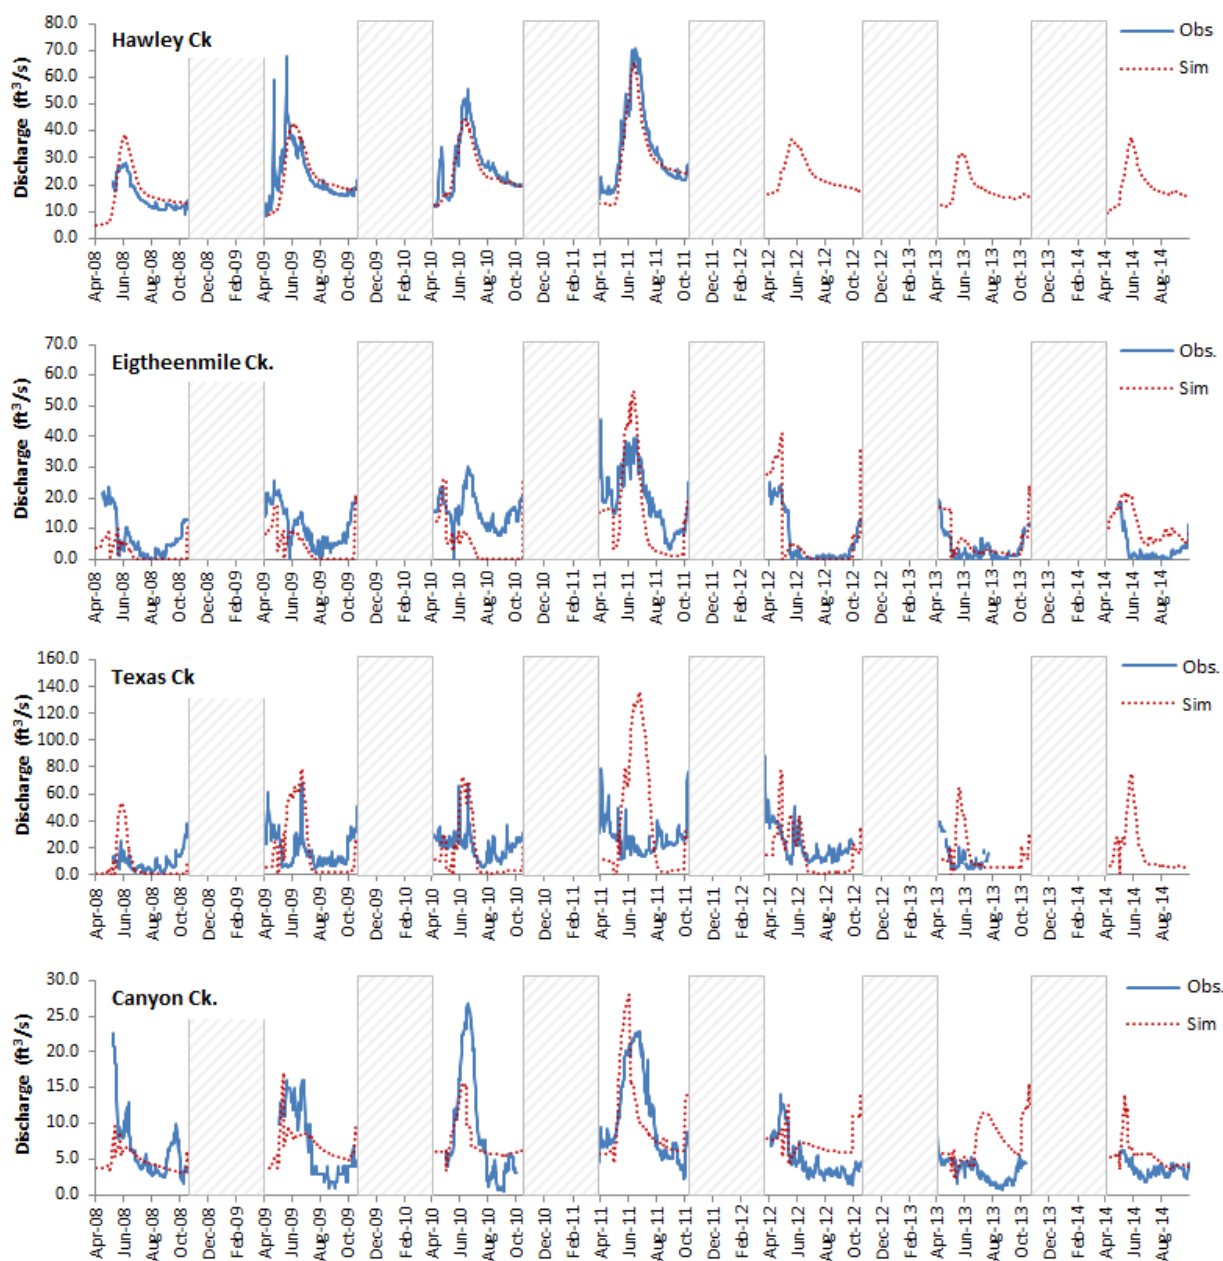 Hawley Ck
Obs
Sim
Discharge (ft³/s)
80.0
70.0
60.0
50.0
40.0
30.0
20.0
10.0
0.0
Apr-08 Jun-08 Aug-08 Oct-08 Dec-08 Feb-09 Apr-09 Jun-09 Aug-09 Oct-09 Dec-09 Feb-10 Apr-10 Jun-10 Aug-10 Oct-10 Dec-10 Feb-11 Apr-11 Jun-11 Aug-11 Oct-11 Dec-11 Feb-12 Apr-12 Jun-12 Aug-12 Oct-12 Dec-12 Feb-13 Apr-13 Jun-13 Aug-13 Oct-13 Dec-13 Feb-14 Apr-14 Jun-14 Aug-14
Eigtheenmile Ck.
Obs.
Sim
Discharge (ft³/s)
70.0
60.0
50.0
40.0
30.0
20.0
10.0
0.0
Apr-08 Jun-08 Aug-08 Oct-08 Dec-08 Feb-09 Apr-09 Jun-09 Aug-09 Oct-09 Dec-09 Feb-10 Apr-10 Jun-10 Aug-10 Oct-10 Dec-10 Feb-11 Apr-11 Jun-11 Aug-11 Oct-11 Dec-11 Feb-12 Apr-12 Jun-12 Aug-12 Oct-12 Dec-12 Feb-13 Apr-13 Jun-13 Aug-13 Oct-13 Dec-13 Feb-14 Apr-14 Jun-14 Aug-14
Texas Ck
Obs.
Sim
Discharge (ft³/s)
160.0
140.0
120.0
100.0
80.0
60.0
40.0
20.0
0.0
Apr-08 Jun-08 Aug-08 Oct-08 Dec-08 Feb-09 Apr-09 Jun-09 Aug-09 Oct-09 Dec-09 Feb-10 Apr-10 Jun-10 Aug-10 Oct-10 Dec-10 Feb-11 Apr-11 Jun-11 Aug-11 Oct-11 Dec-11 Feb-12 Apr-12 Jun-12 Aug-12 Oct-12 Dec-12 Feb-13 Apr-13 Jun-13 Aug-13 Oct-13 Dec-13 Feb-14 Apr-14 Jun-14 Aug-14
Canyon Ck.
Obs.
Sim
Discharge (ft³/s)
30.0
25.0
20.0
15.0
10.0
5.0
0.0
Apr-08 Jun-08 Aug-08 Oct-08 Dec-08 Feb-09 Apr-09 Jun-09 Aug-09 Oct-09 Dec-09 Feb-10 Apr-10 Jun-10 Aug-10 Oct-10 Dec-10 Feb-11 Apr-11 Jun-11 Aug-11 Oct-11 Dec-11 Feb-12 Apr-12 Jun-12 Aug-12 Oct-12 Dec-12 Feb-13 Apr-13 Jun-13 Aug-13 Oct-13 Dec-13 Feb-14 Apr-14 Jun-14 Aug-14